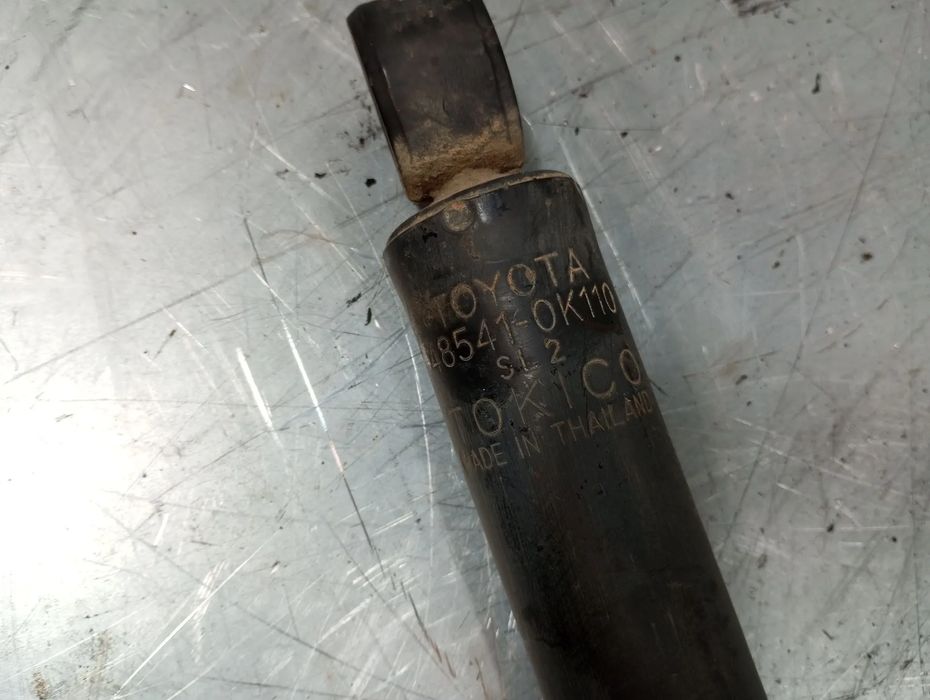 TOYOTA
48541-0K110
S.L 2
TOKICO
MADE IN THAILAND